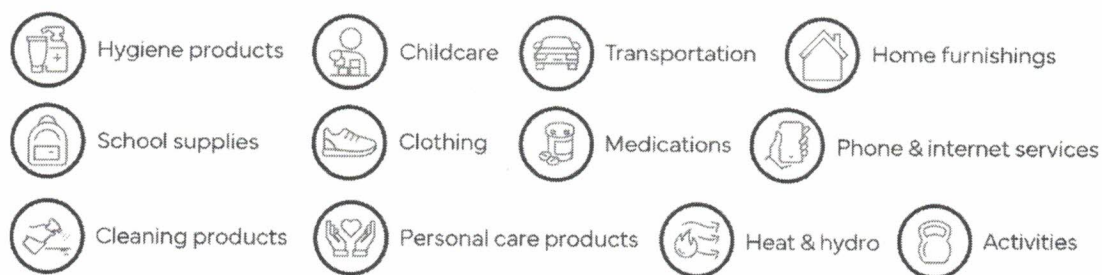 Hygiene products Childcare Transportation Home furnishings
School supplies Clothing Medications Phone & internet services
Cleaning products Personal care products Heat & hydro Activities